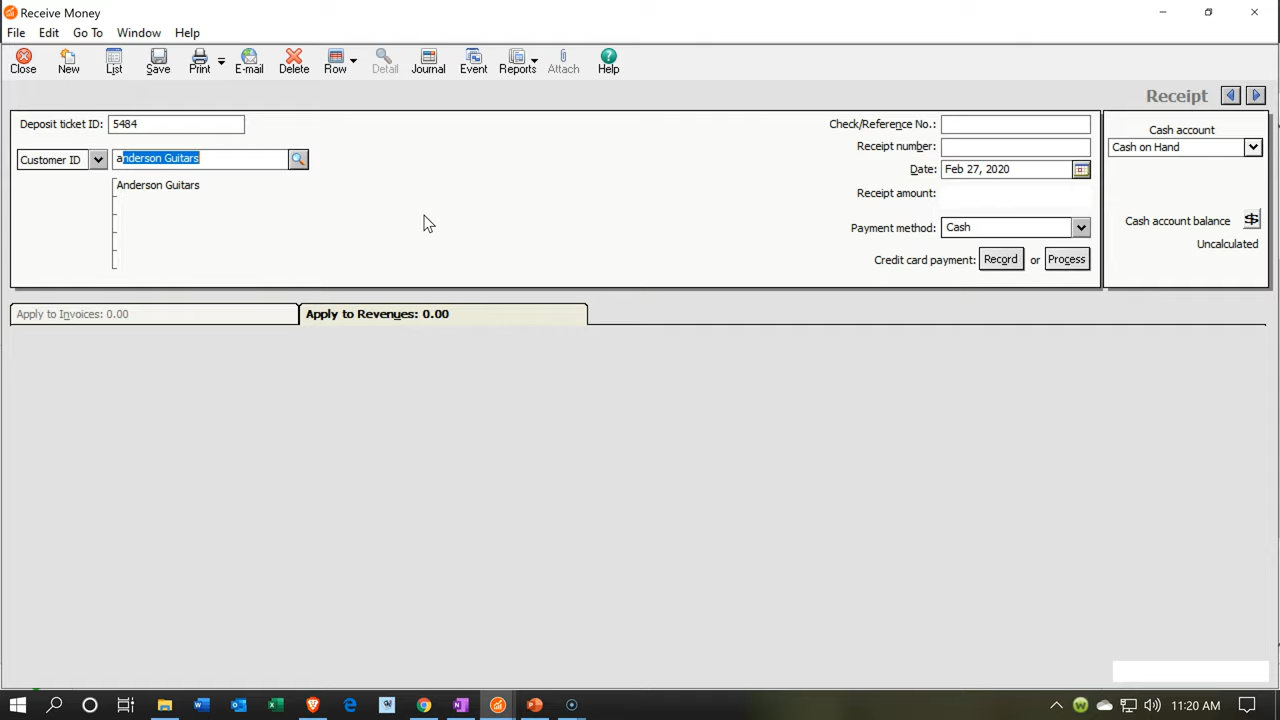 Receive Money
File Edit Go To Window Help
Close New List Save Print E-mail Delete Row Detail Journal Event Reports Attach Help
Receipt
Deposit ticket ID: 5484
Check/Reference No.:
Cash account
Cash on Hand
Receipt number:
Customer ID anderson Guitars
Date: Feb 27, 2020
Anderson Guitars
Receipt amount:
Cash account balance
Payment method: Cash
Uncalculated
Credit card payment: Record or Process
Apply to Invoices: 0.00 Apply to Revenues: 0.00
11:20 AM